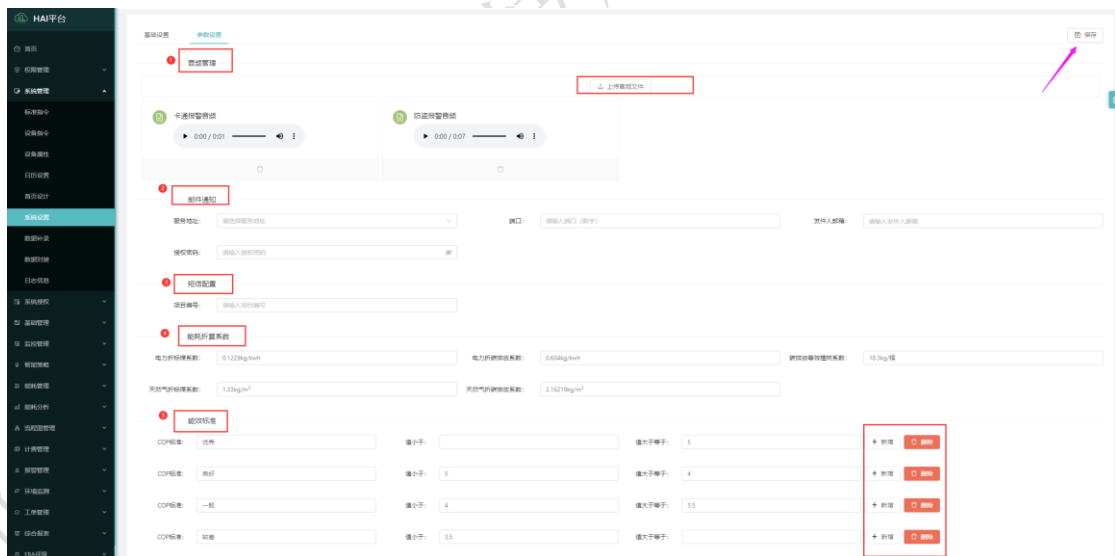 HAI平台
基础设置 参数设置 保存
首页
权限管理
系统管理
标准指令
设备指令
设备属性
日历设置
首页设计
系统设置
数据补录
数据对接
日志信息
系统授权
基础管理
监控管理
智能策略
能耗管理
能耗分析
流程图管理
计费管理
报警管理
环境监测
工单管理
综合报表
1 音频管理
上传音频文件
卡通报警音频
0:00 / 0:01
防盗报警音频
0:00 / 0:07
2 邮件通知
服务地址: 请选择服务地址 端口: 请输入端口 (数字) 发件人邮箱: 请输入发件人邮箱
授权密码: 请输入授权密码
3 短信配置
项目编号: 请输入项目编号
4 能耗折算系数
电力折标煤系数: 0.1229kg/kwh 电力折碳排放系数: 0.604kg/kwh 碳排放等效植树系数: 18.3kg/棵
天然气折标煤系数: 1.33kg/m³ 天然气折碳排放系数: 2.16219kg/m³
5 能效标准
COP标准: 优秀 值小于: 值大于等于: 5 + 新增 删除
COP标准: 良好 值小于: 5 值大于等于: 4 + 新增 删除
COP标准: 一般 值小于: 4 值大于等于: 3.5 + 新增 删除
COP标准: 较差 值小于: 3.5 值大于等于: + 新增 删除